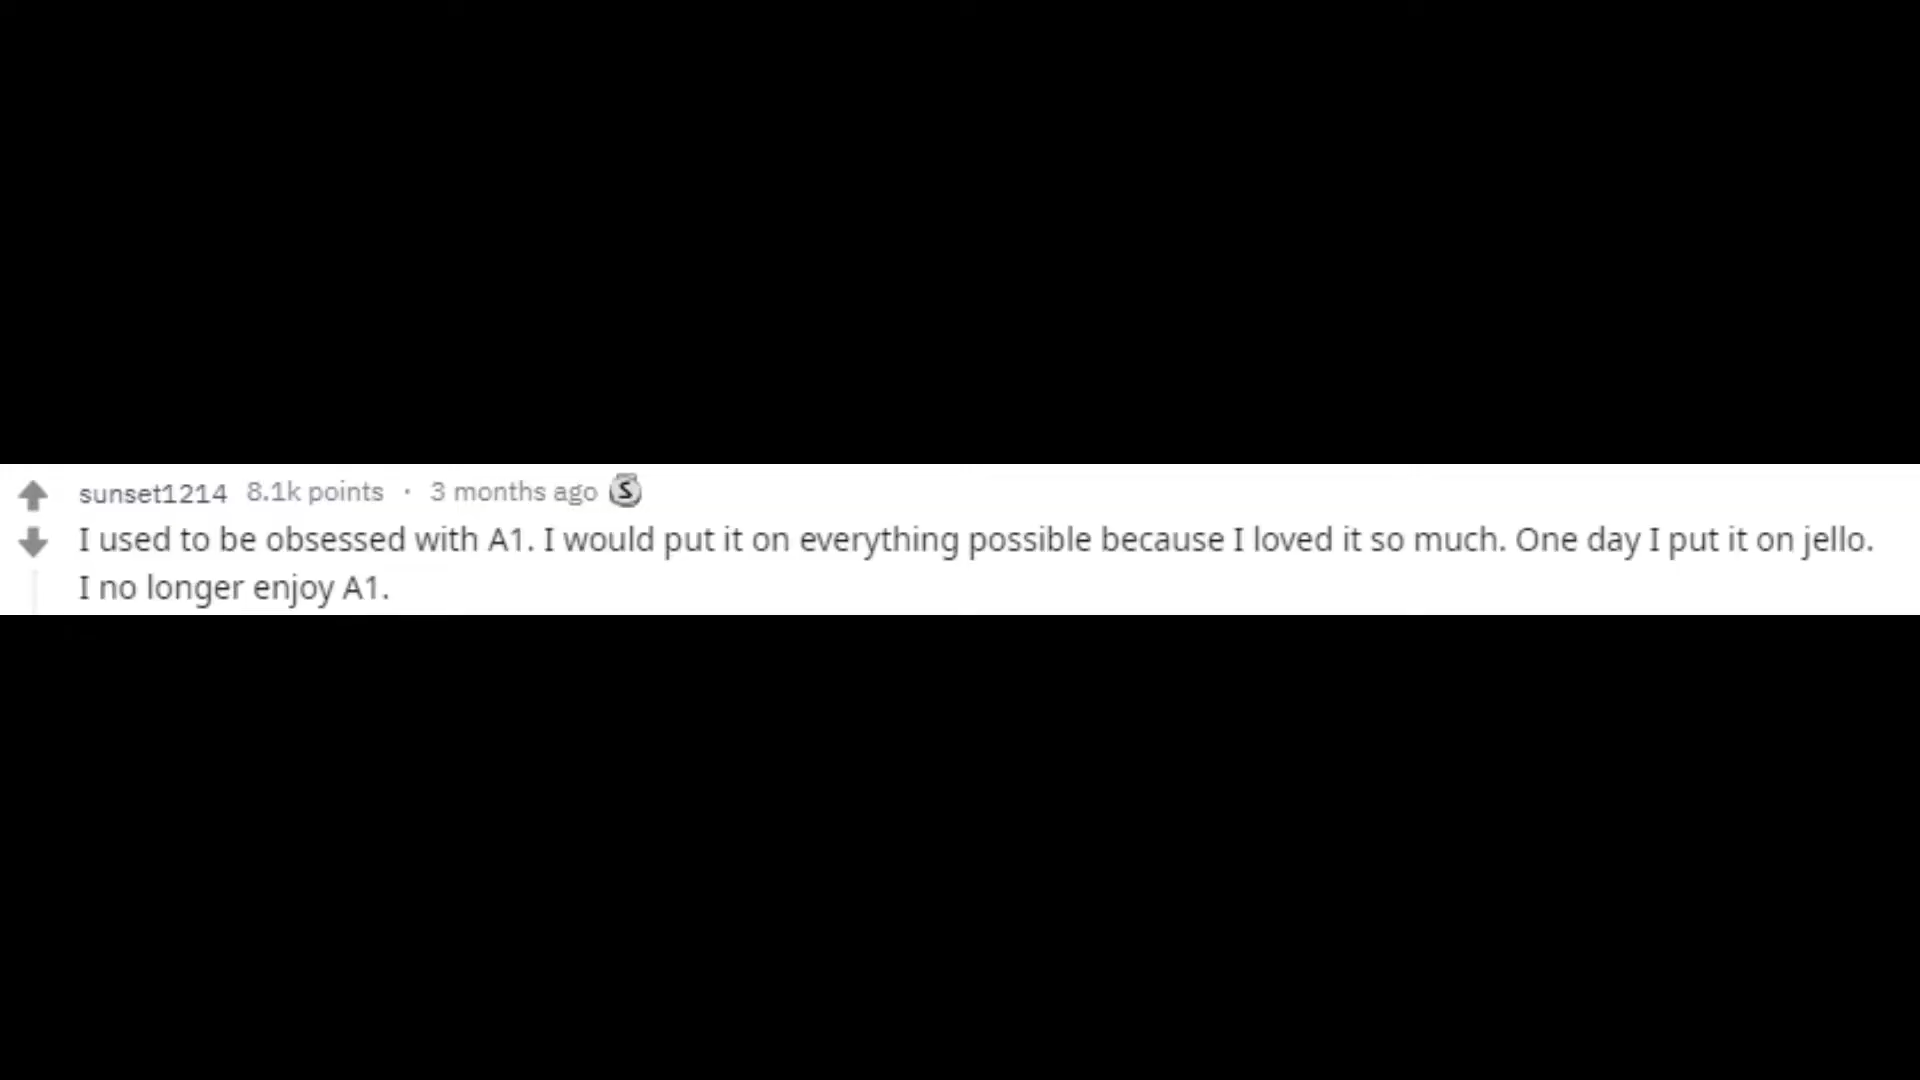 sunset1214 8.1k points · 3 months ago S
I used to be obsessed with A1. I would put it on everything possible because I loved it so much. One day I put it on jello.
I no longer enjoy A1.